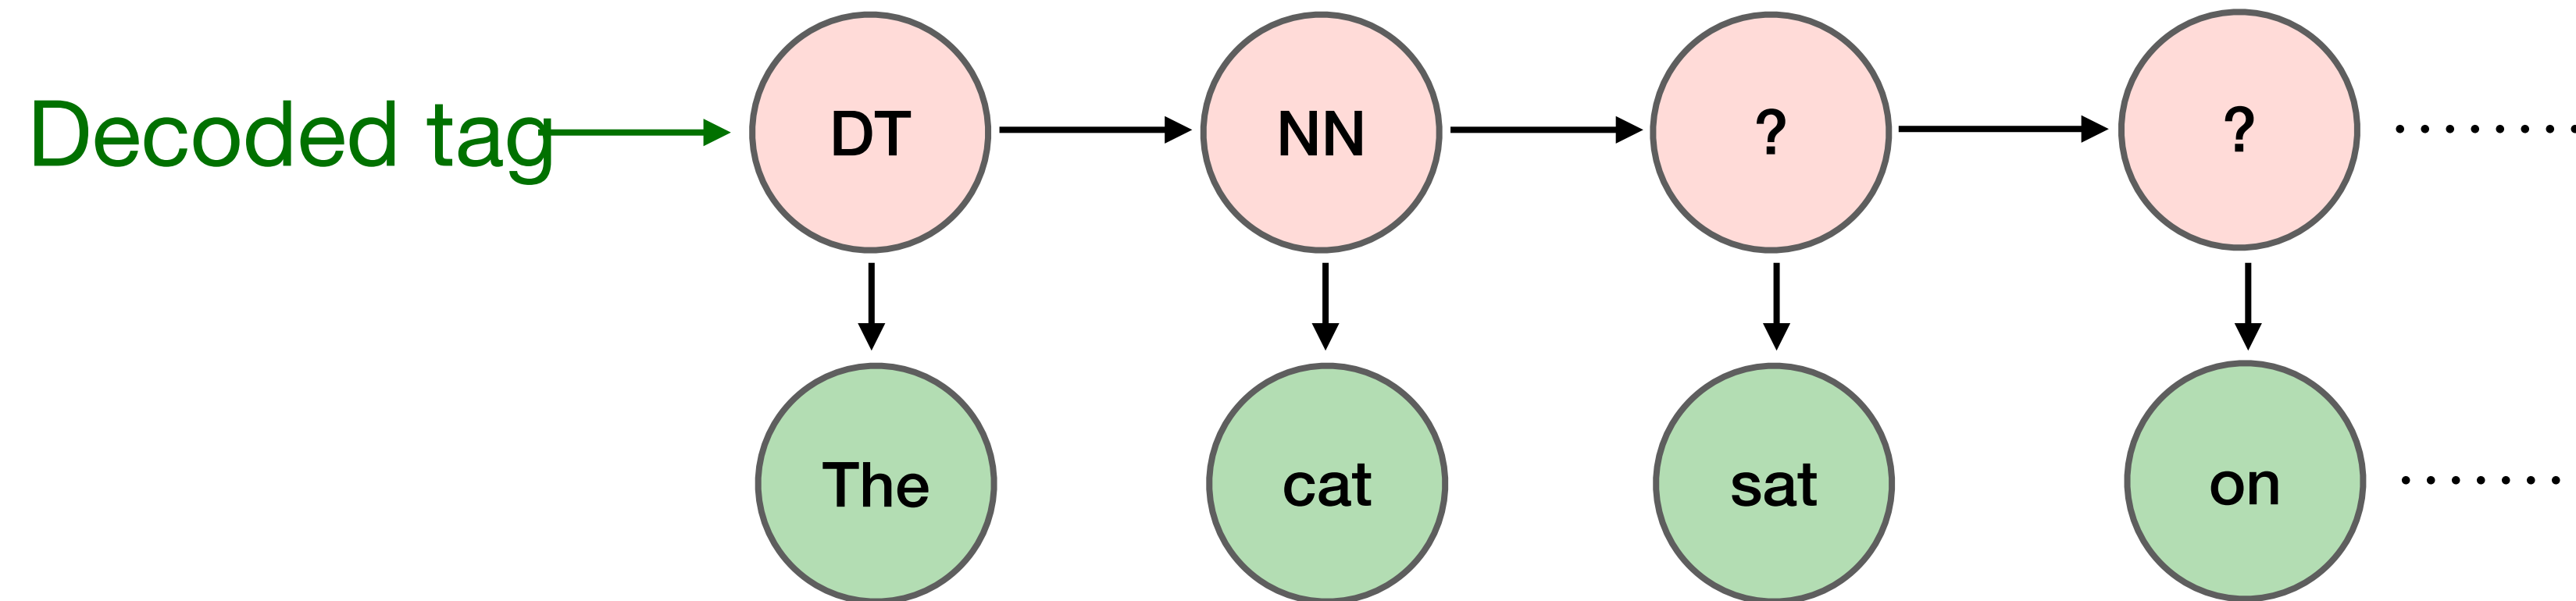 Decoded tag DT NN ? ?
The cat sat on